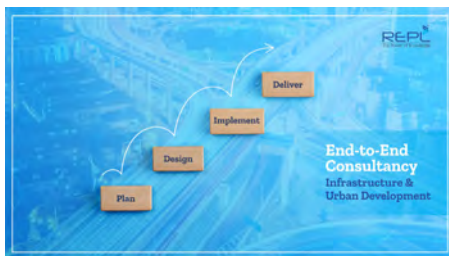 REPL
Deliver
Implement
Design
Plan
End-to-End
Consultancy
Infrastructure &
Urban Development